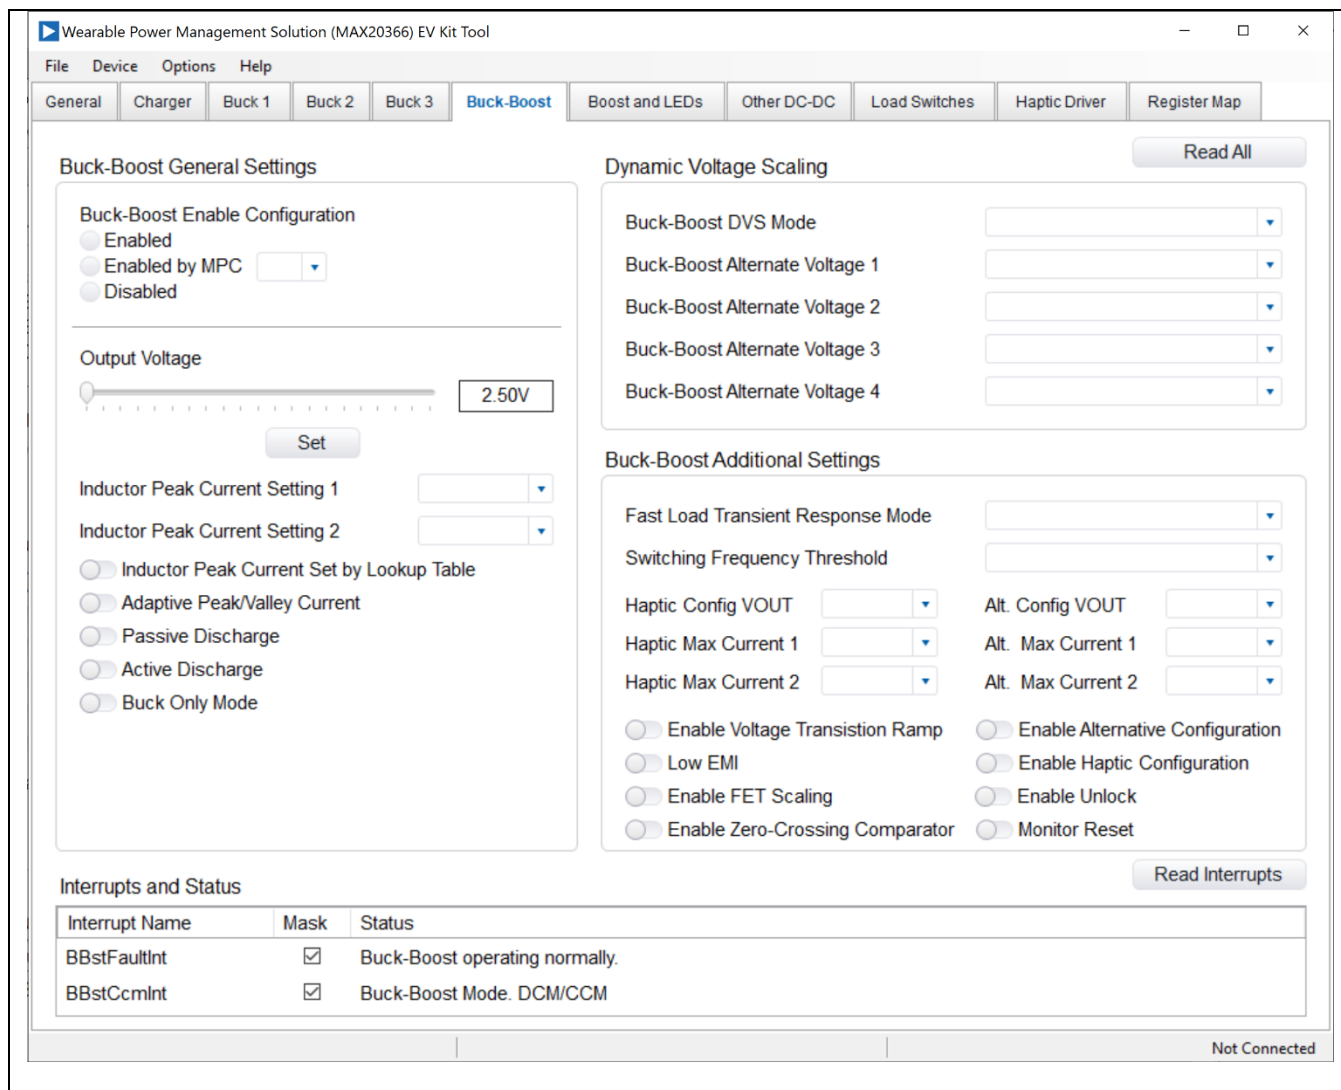 Wearable Power Management Solution (MAX20366) EV Kit Tool
File Device Options Help
General Charger Buck 1 Buck 2 Buck 3 Buck-Boost Boost and LEDs Other DC-DC Load Switches Haptic Driver Register Map
Read All
Buck-Boost General Settings
Buck-Boost Enable Configuration
Enabled
Enabled by MPC
Disabled
Output Voltage
2.50V
Set
Inductor Peak Current Setting 1
Inductor Peak Current Setting 2
Inductor Peak Current Set by Lookup Table
Adaptive Peak/Valley Current
Passive Discharge
Active Discharge
Buck Only Mode
Dynamic Voltage Scaling
Buck-Boost DVS Mode
Buck-Boost Alternate Voltage 1
Buck-Boost Alternate Voltage 2
Buck-Boost Alternate Voltage 3
Buck-Boost Alternate Voltage 4
Buck-Boost Additional Settings
Fast Load Transient Response Mode
Switching Frequency Threshold
Haptic Config VOUT Alt. Config VOUT
Haptic Max Current 1 Alt. Max Current 1
Haptic Max Current 2 Alt. Max Current 2
Enable Voltage Transistion Ramp Enable Alternative Configuration
Low EMI Enable Haptic Configuration
Enable FET Scaling Enable Unlock
Enable Zero-Crossing Comparator Monitor Reset
Read Interrupts
Interrupts and Status
Interrupt Name Mask Status
BBstFaultInt Buck-Boost operating normally.
BBstCcmInt Buck-Boost Mode. DCM/CCM
Not Connected